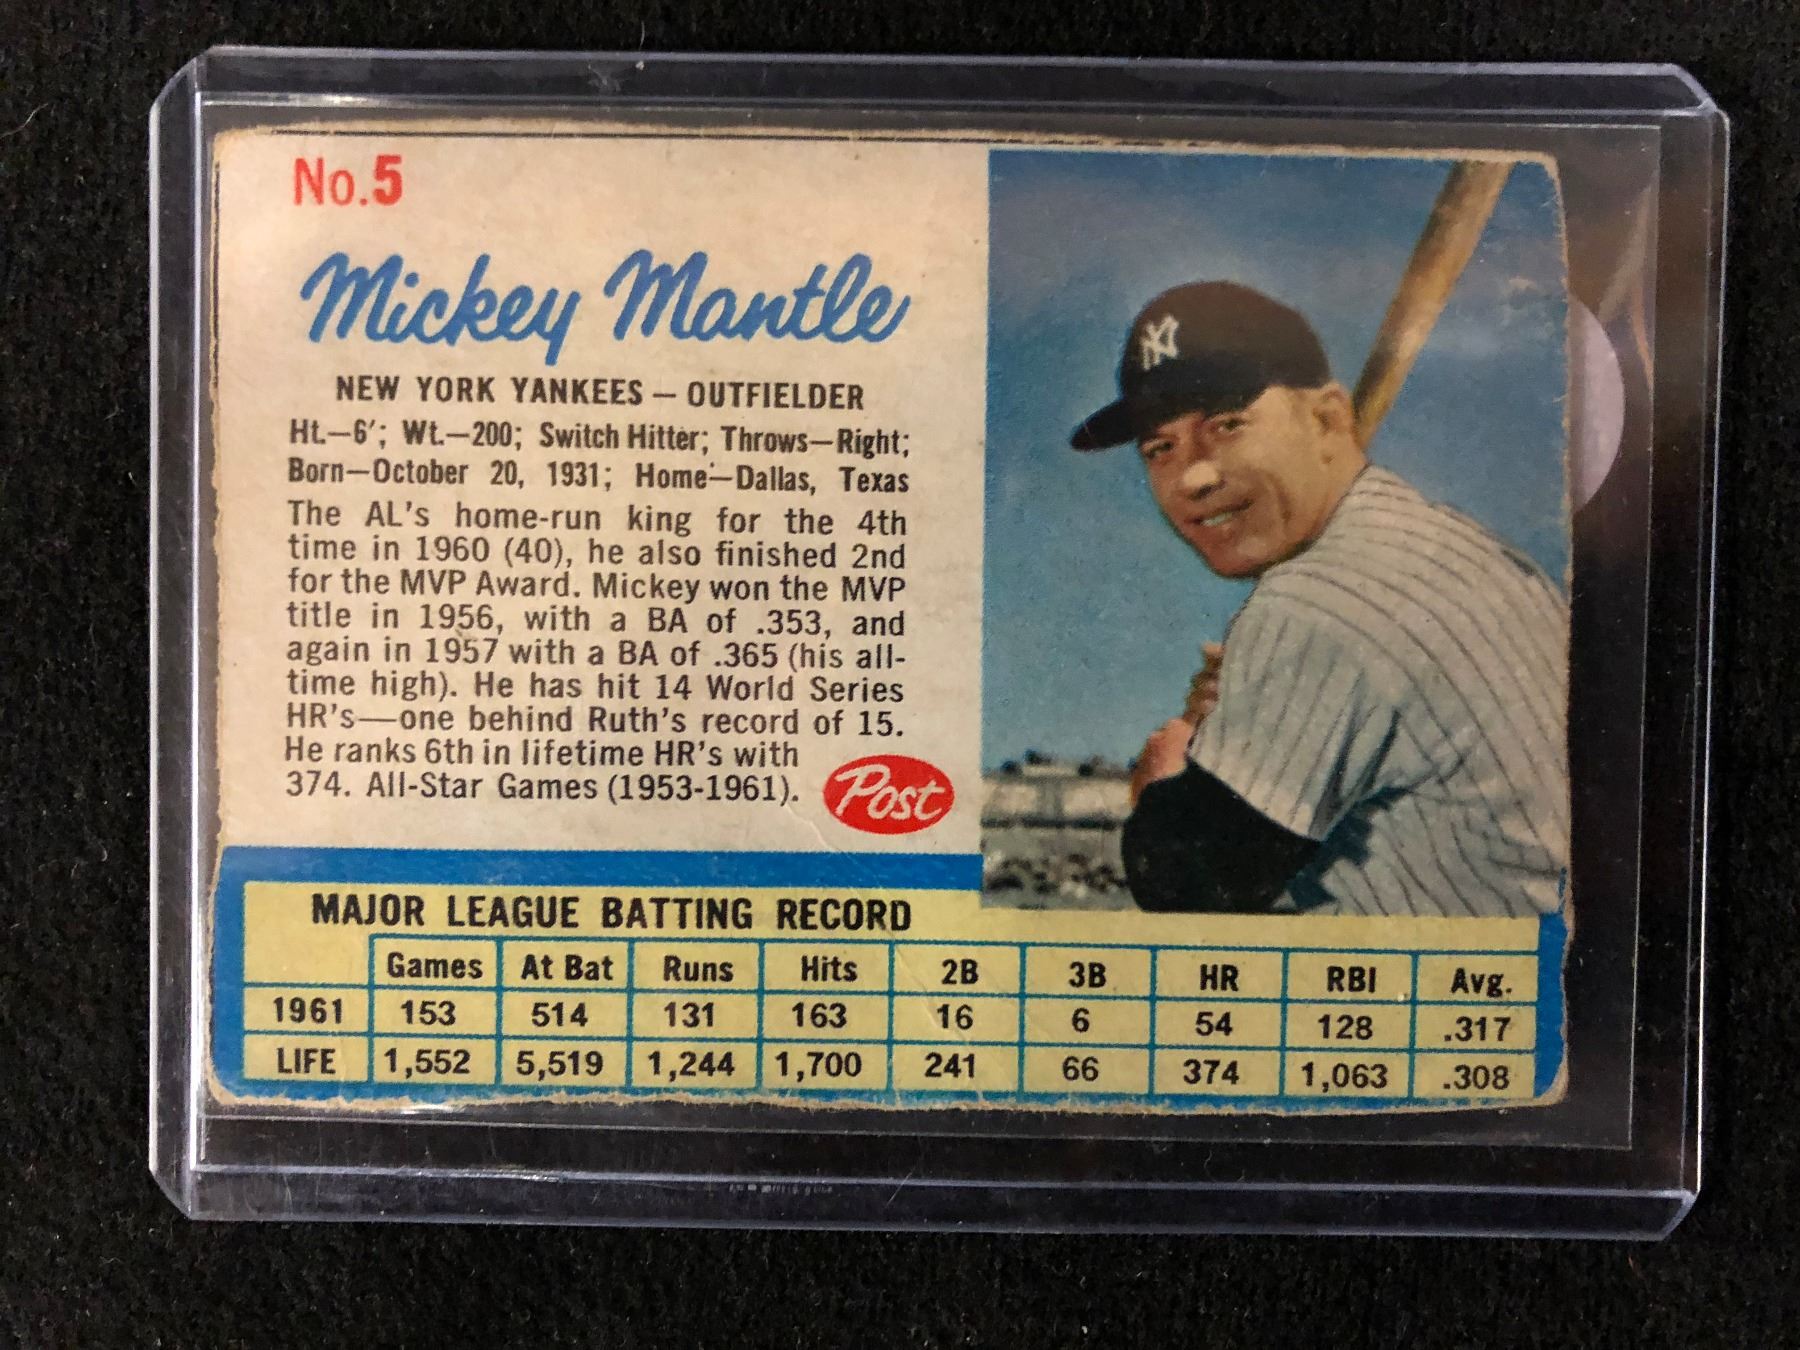 No.5
Mickey Mantle
NEW YORK YANKEES — OUTFIELDER
Ht.—6'; Wt.—200; Switch Hitter; Throws—Right;
Born—October 20, 1931; Home—Dallas, Texas
The AL's home-run king for the 4th
time in 1960 (40), he also finished 2nd
for the MVP Award. Mickey won the MVP
title in 1956, with a BA of .353, and
again in 1957 with a BA of .365 (his all-
time high). He has hit 14 World Series
HR's—one behind Ruth's record of 15.
He ranks 6th in lifetime HR's with
374. All-Star Games (1953-1961).
Post
NY
MAJOR LEAGUE BATTING RECORD
Games At Bat Runs Hits 2B 3B HR RBI Avg.
1961 153 514 131 163 16 6 54 128 .317
LIFE 1,552 5,519 1,244 1,700 241 66 374 1,063 .308